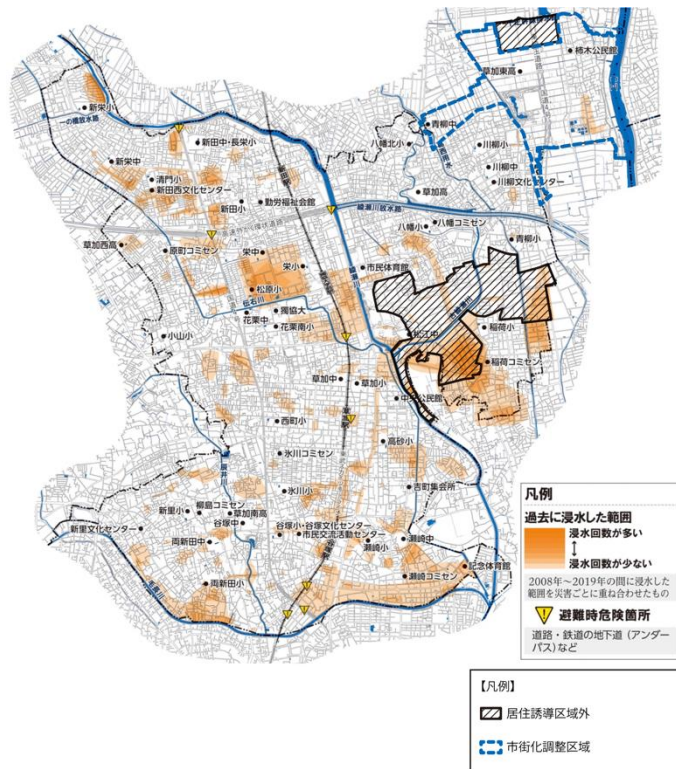 柿木公民館
草加東高
新栄小
一の橋放水路
青柳中
新田中・長栄小
八幡北小
川柳小
新栄中
川柳中
清門小
川柳文化センター
新田西文化センター
草加高
新田小
勤労福祉会館
綾瀬川放水路
八幡コミセン
八幡小
草加西高
青柳小
原町コミセン
栄中
栄小
市民体育館
綾瀬川
松原小
伝右川
獨協大
花栗中
花栗南小
松江中
稲荷小
小山小
稲荷コミセン
草加中
草加小
中央公民館
西町小
高砂小
氷川コミセン
氷川小
吉町集会所
柳島コミセン
新里小
草加南高
新里文化センター
谷塚中
谷塚小・谷塚文化センター
市民交流活動センター
両新田中
瀬崎小
瀬崎中
記念体育館
両新田小
瀬崎コミセン
毛長川
凡例
過去に浸水した範囲
浸水回数が多い
浸水回数が少ない
2008年～2019年の間に浸水した
範囲を災害ごとに重ね合わせたもの
避難時危険箇所
道路・鉄道の地下道（アンダー
パス）など
【凡例】
居住誘導区域外
市街化調整区域